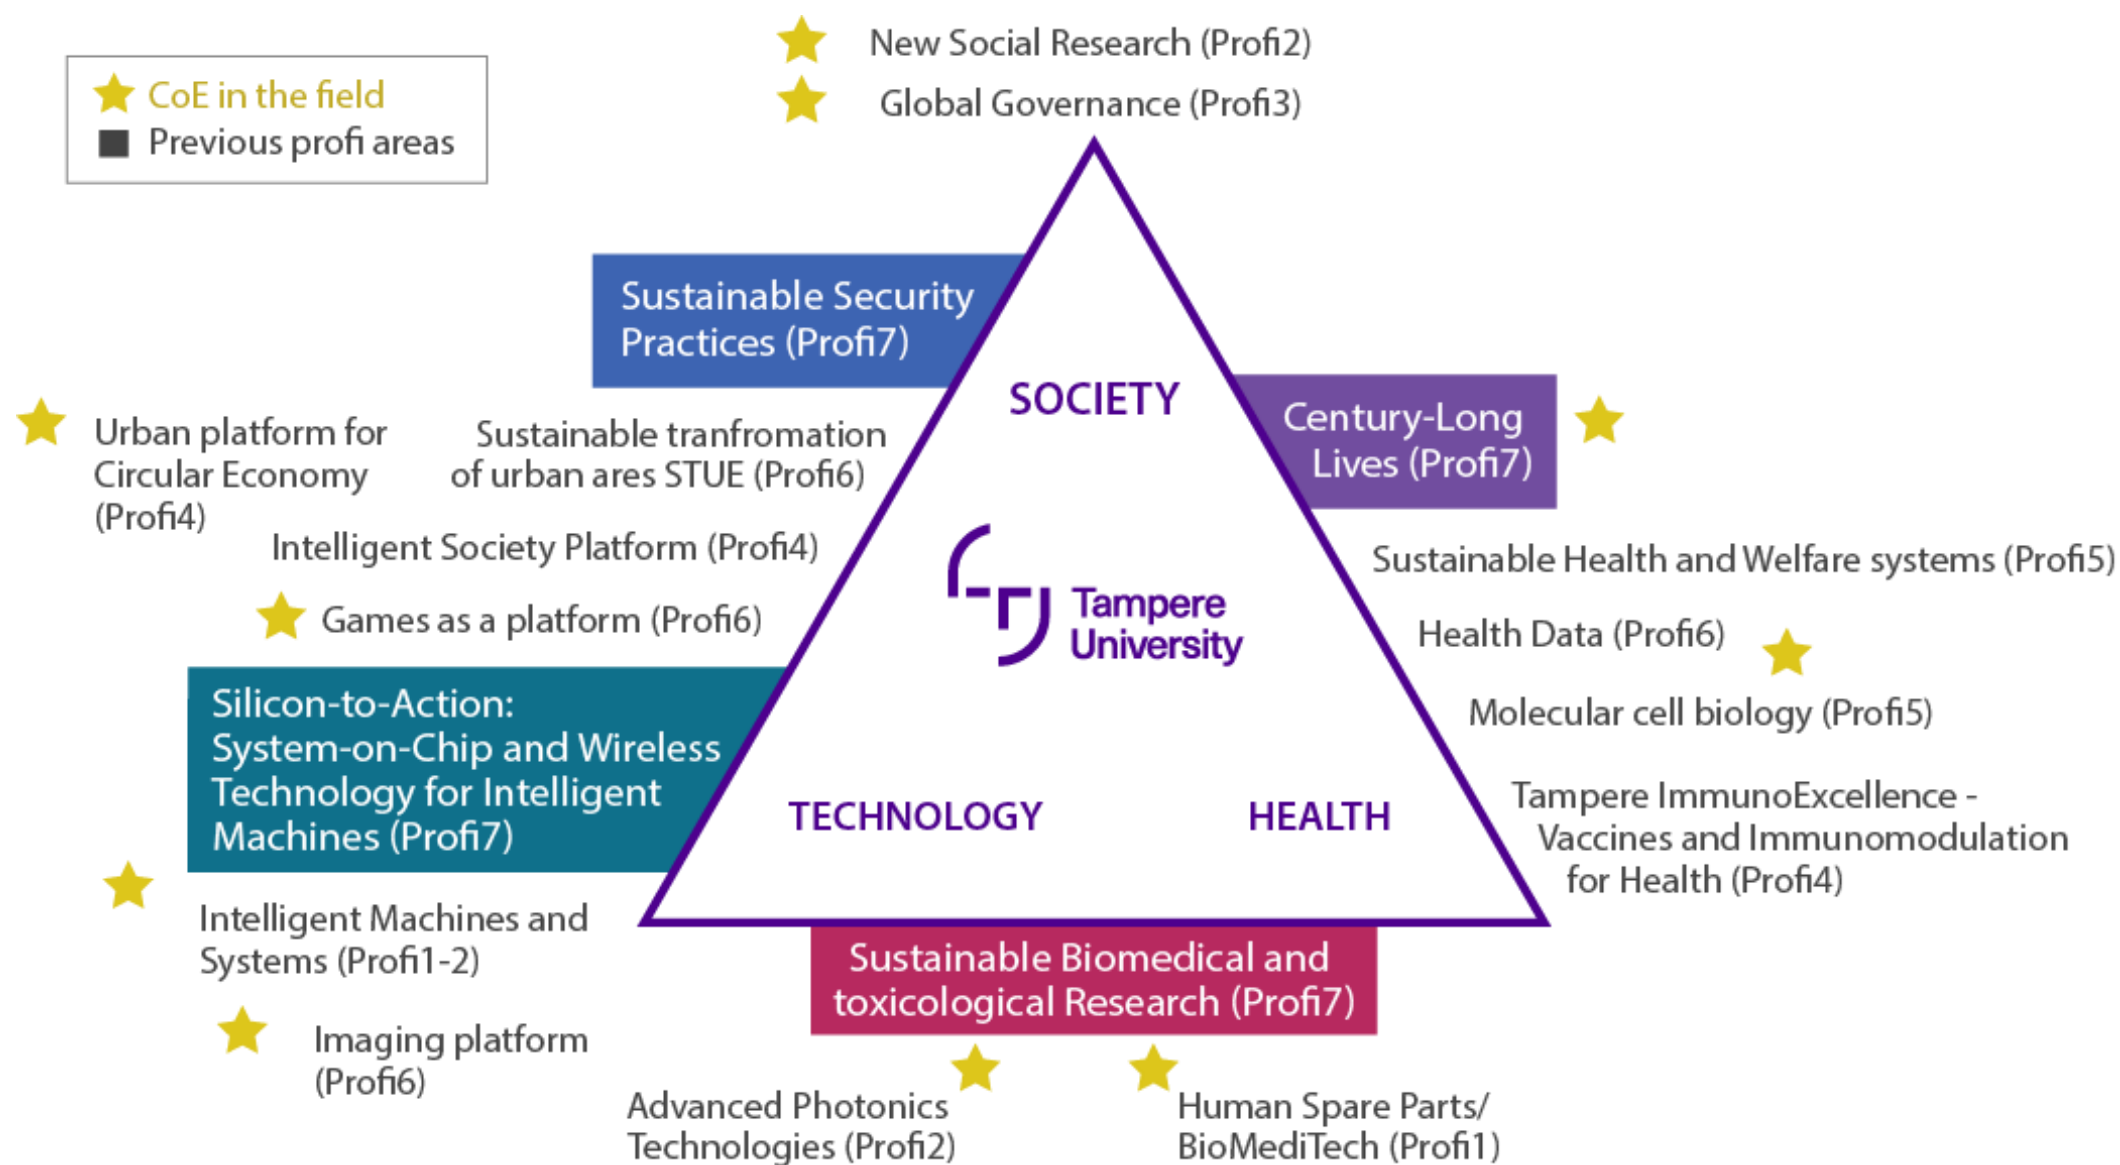 CoE in the field
Previous profi areas
New Social Research (Profi2)
Global Governance (Profi3)
Sustainable Security
Practices (Profi7)
SOCIETY
Century-Long
Lives (Profi7)
Urban platform for
Circular Economy
(Profi4)
Sustainable tranfromation
of urban ares STUE (Profi6)
Intelligent Society Platform (Profi4)
Games as a platform (Profi6)
Tampere
University
Sustainable Health and Welfare systems (Profi5)
Health Data (Profi6)
Molecular cell biology (Profi5)
Silicon-to-Action:
System-on-Chip and Wireless
Technology for Intelligent
Machines (Profi7)
TECHNOLOGY
HEALTH
Tampere ImmunoExcellence -
Vaccines and Immunomodulation
for Health (Profi4)
Intelligent Machines and
Systems (Profi1-2)
Sustainable Biomedical and
toxicological Research (Profi7)
Imaging platform
(Profi6)
Advanced Photonics
Technologies (Profi2)
Human Spare Parts/
BioMediTech (Profi1)